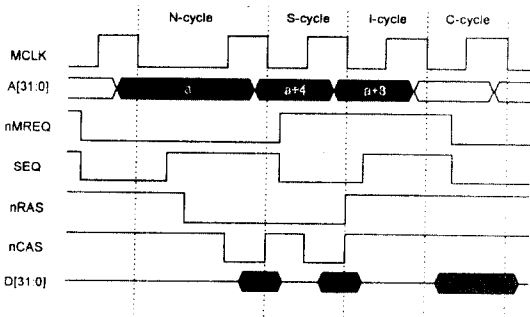 N-cycle S-cycle I-cycle C-cycle
MCLK
A[31:0]
a a+4 a+8
nMREQ
SEQ
nRAS
nCAS
D[31:0]